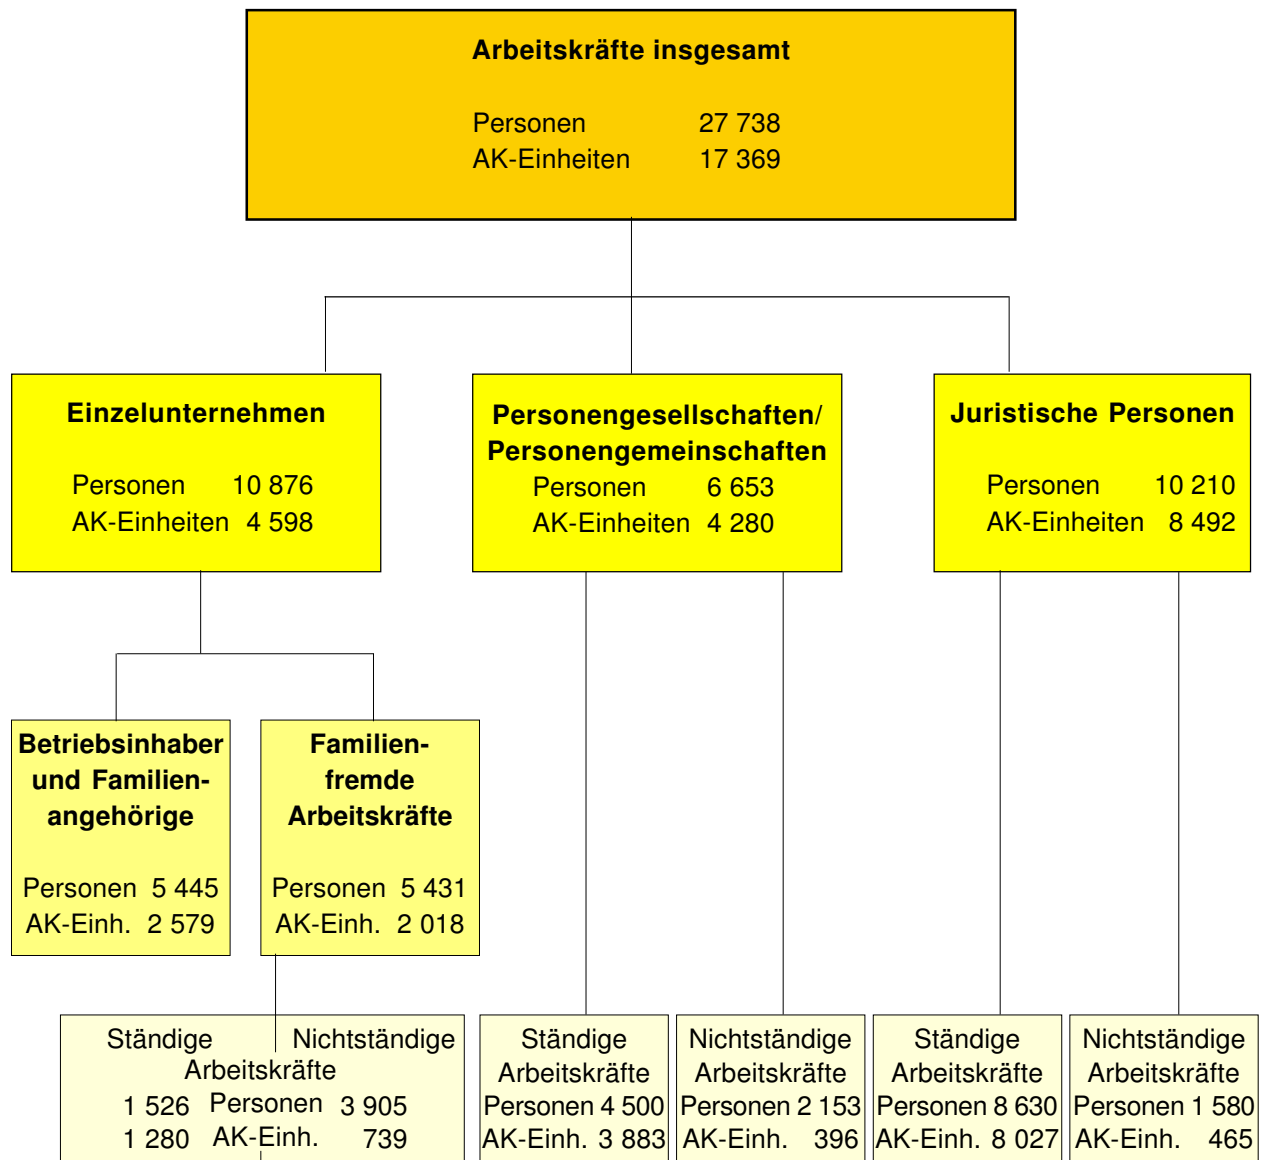 Arbeitskräfte insgesamt
Personen 27 738
AK-Einheiten 17 369
Einzelunternehmen
Personen 10 876
AK-Einheiten 4 598
Personengesellschaften/
Personengemeinschaften
Personen 6 653
AK-Einheiten 4 280
Juristische Personen
Personen 10 210
AK-Einheiten 8 492
Betriebsinhaber
und Familien-
angehörige
Personen 5 445
AK-Einh. 2 579
Familien-
fremde
Arbeitskräfte
Personen 5 431
AK-Einh. 2 018
Ständige Nichtständige
Arbeitskräfte
1 526 Personen 3 905
1 280 AK-Einh. 739
Ständige
Arbeitskräfte
Personen 4 500
AK-Einh. 3 883
Nichtständige
Arbeitskräfte
Personen 2 153
AK-Einh. 396
Ständige
Arbeitskräfte
Personen 8 630
AK-Einh. 8 027
Nichtständige
Arbeitskräfte
Personen 1 580
AK-Einh. 465